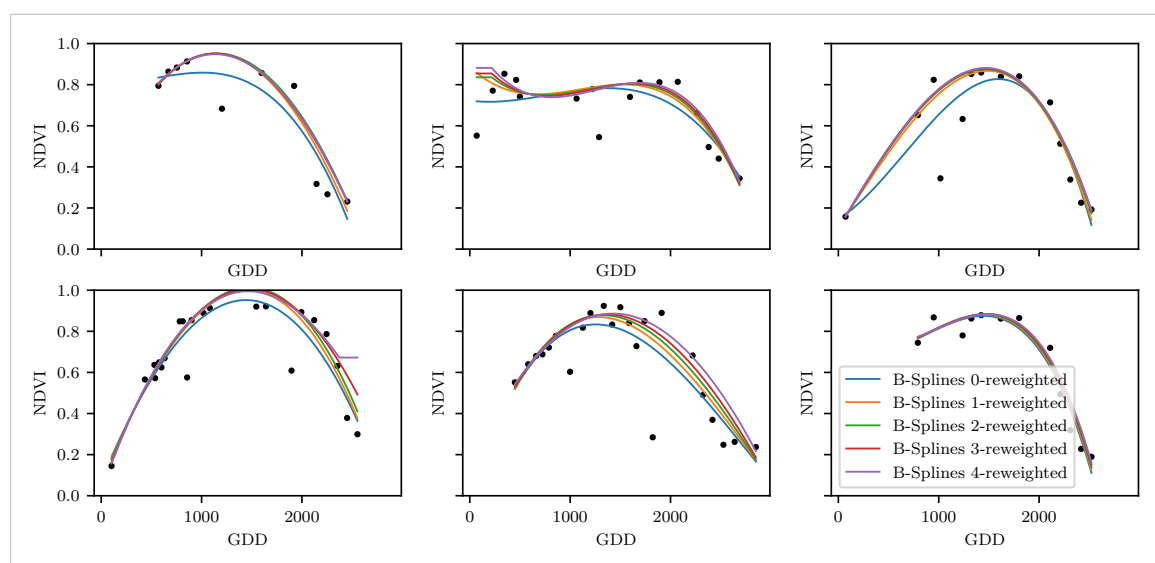 1.0
0.8
0.6
0.4
0.2
0.0
NDVI
GDD
NDVI
GDD
NDVI
GDD
1.0
0.8
0.6
0.4
0.2
0.0
NDVI
0 1000 2000
GDD
NDVI
0 1000 2000
GDD
NDVI
0 1000 2000
GDD
B-Splines 0-reweighted
B-Splines 1-reweighted
B-Splines 2-reweighted
B-Splines 3-reweighted
B-Splines 4-reweighted